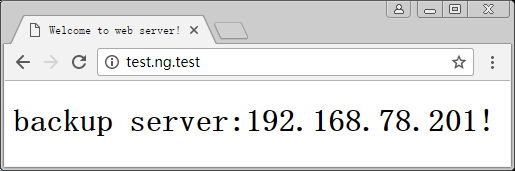 Welcome to web server!
test.ng.test
backup server:192.168.78.201!